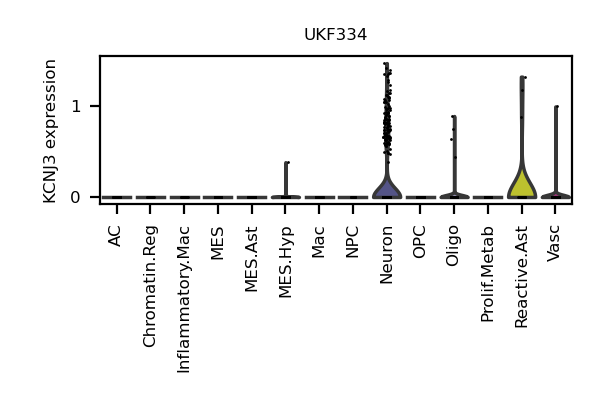 UKF334
KCNJ3 expression
1
0
AC
Chromatin.Reg
Inflammatory.Mac
MES
MES.Ast
MES.Hyp
Mac
NPC
Neuron
OPC
Oligo
Prolif.Metab
Reactive.Ast
Vasc